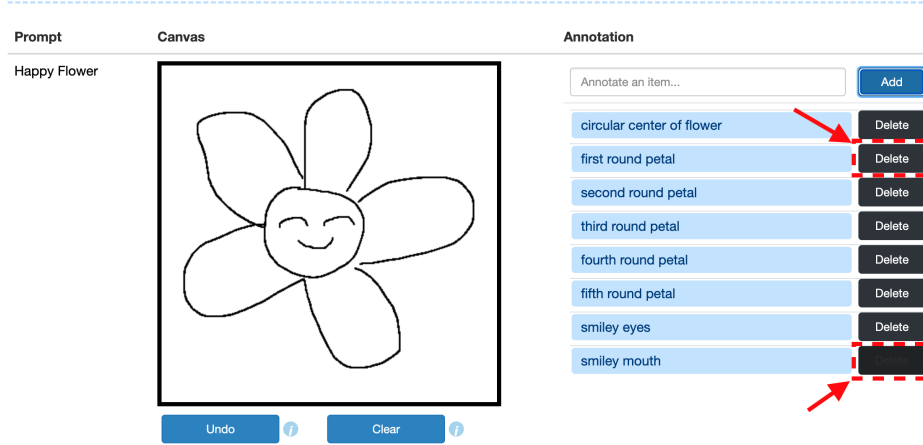 Prompt Canvas Annotation
Happy Flower
Annotate an item... Add
circular center of flower Delete
first round petal Delete
second round petal Delete
third round petal Delete
fourth round petal Delete
fifth round petal Delete
smiley eyes Delete
smiley mouth Delete
Undo i Clear i